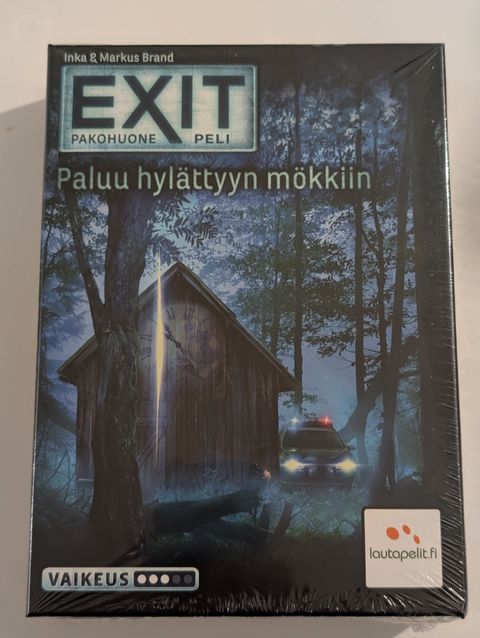 Inka & Markus Brand
EXIT
PAKOHUONE PELI
Paluu hylättyyn mökkiin
VAIKEUS
lautapelit.fi